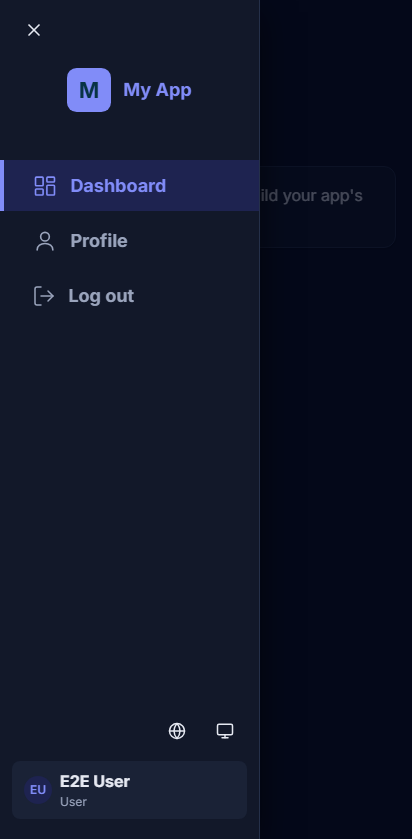 M
My App
Dashboard
ild your app's
Profile
Log out
EU
E2E User
User